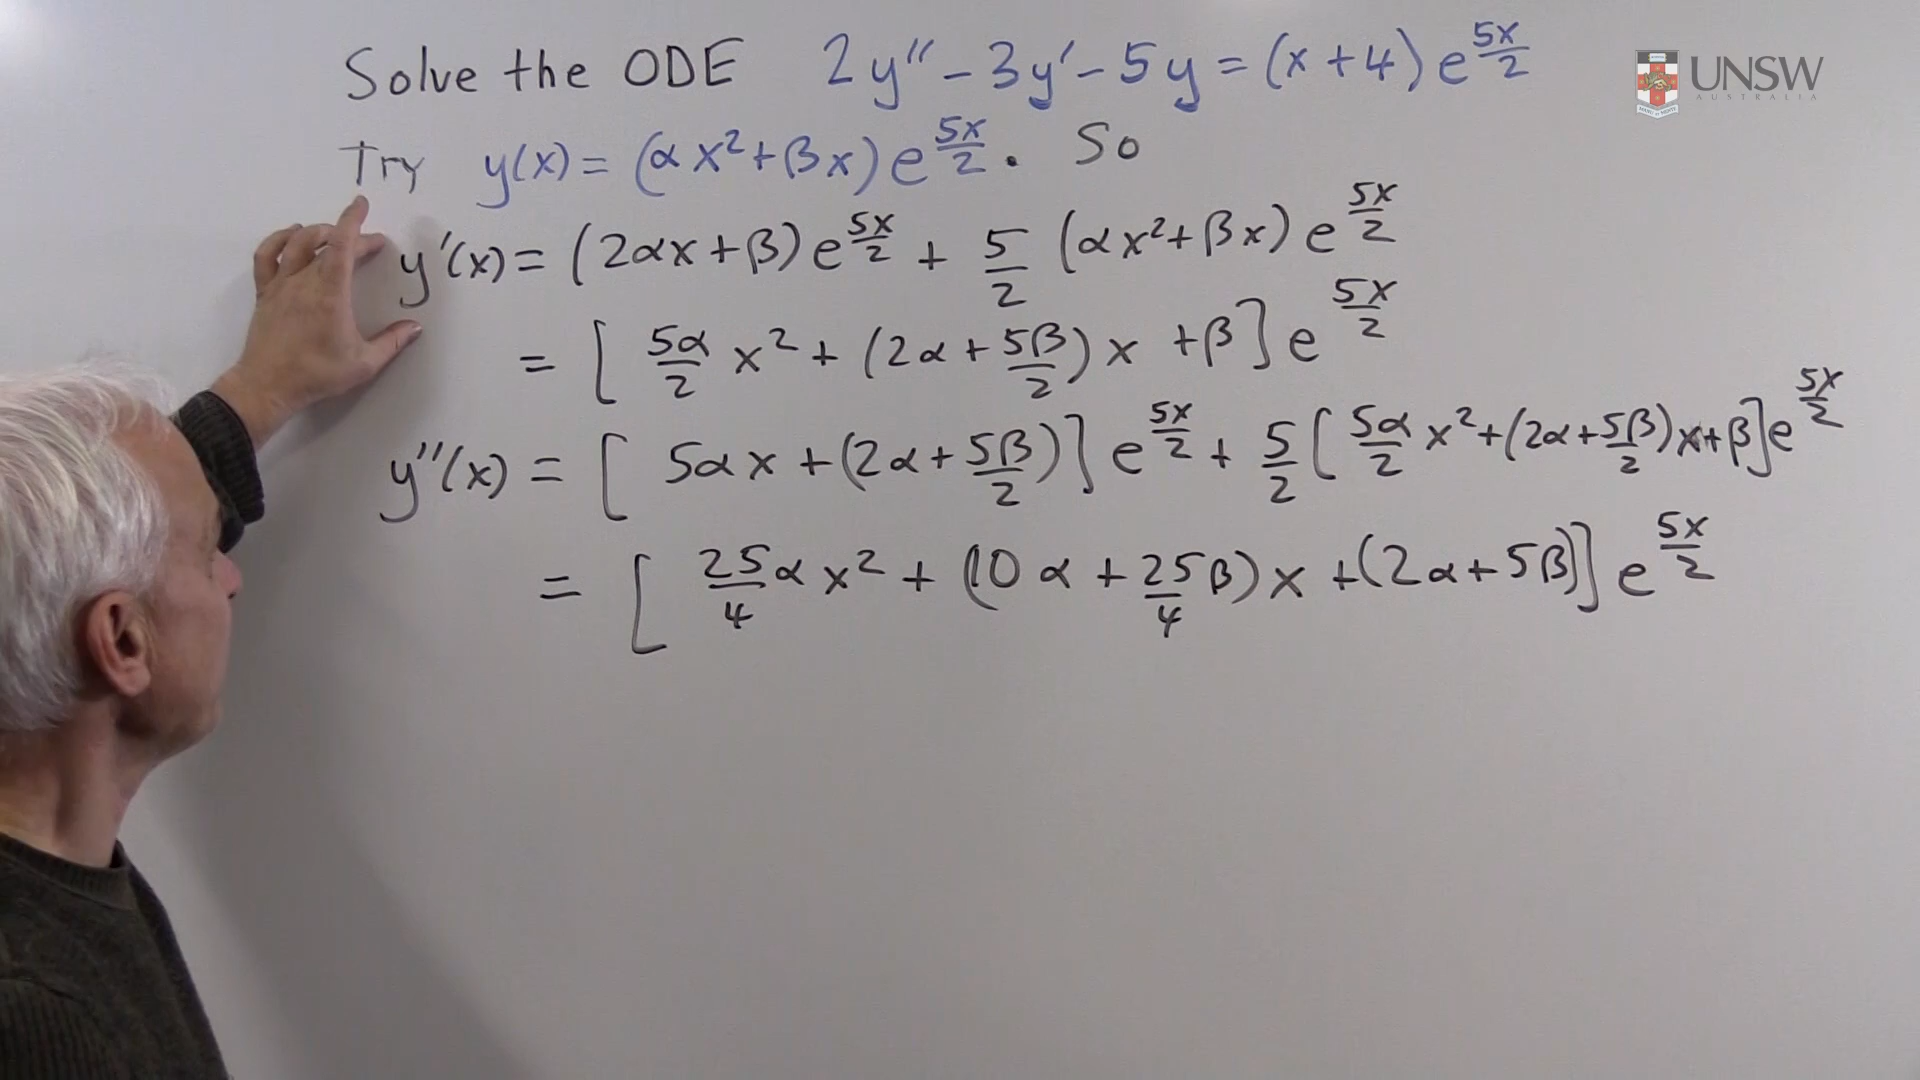 Solve the ODE 2y'' - 3y' - 5y = (x+4) e^{5x/2}
UNSW
AUSTRALIA
Try y(x) = (αx² + βx) e^{5x/2}. So
y'(x) = (2αx + β) e^{5x/2} + 5/2 (αx² + βx) e^{5x/2}
= [ 5α/2 x² + (2α + 5β/2) x + β ] e^{5x/2}
y''(x) = [ 5αx + (2α + 5β/2) ] e^{5x/2} + 5/2 [ 5α/2 x² + (2α + 5β/2) x + β ] e^{5x/2}
= [ 25/4 α x² + (10α + 25/4 β) x + (2α + 5β) ] e^{5x/2}